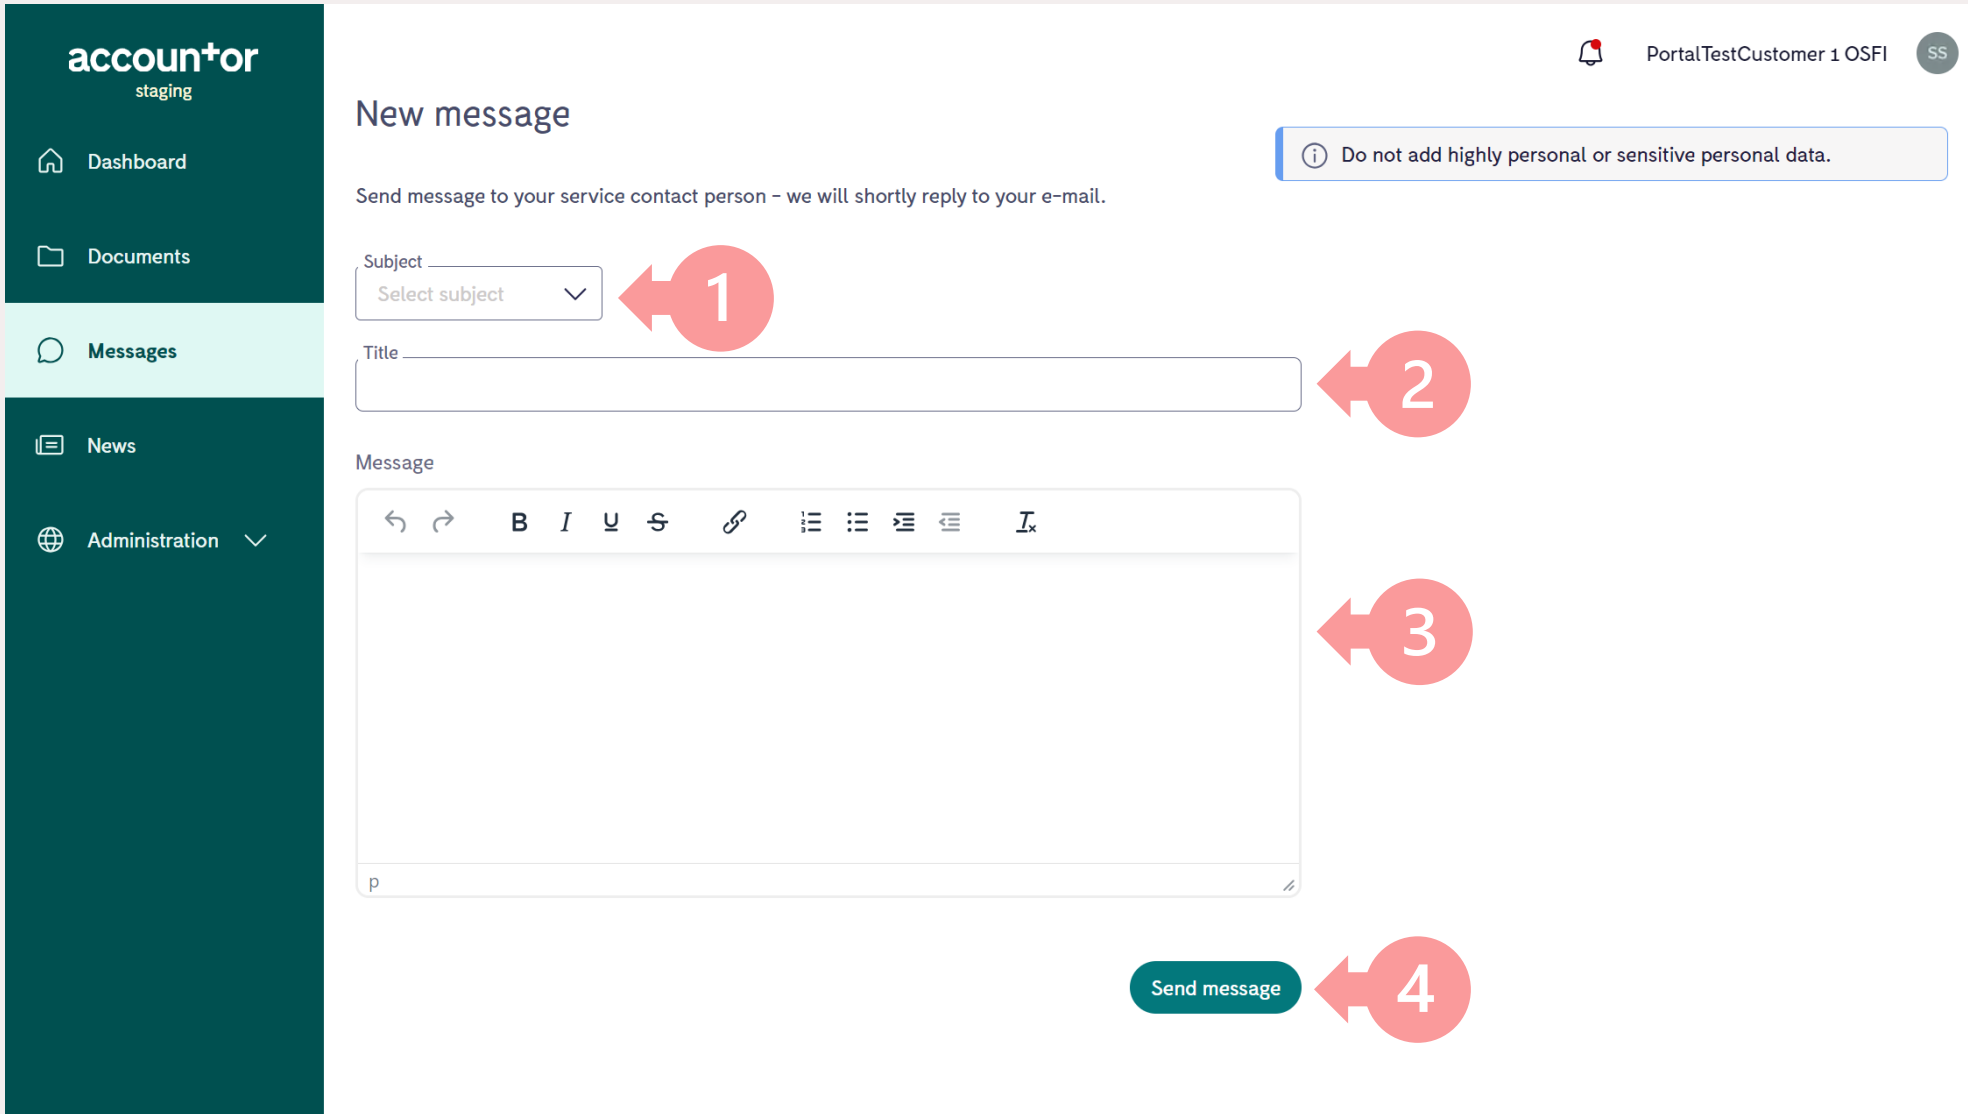 accountor
staging
PortalTestCustomer 1 OSFI
SS
Dashboard
Documents
Messages
News
Administration
New message
Do not add highly personal or sensitive personal data.
Send message to your service contact person – we will shortly reply to your e-mail.
Subject
Select subject
1
Title
2
Message
B I U S
3
p
Send message
4